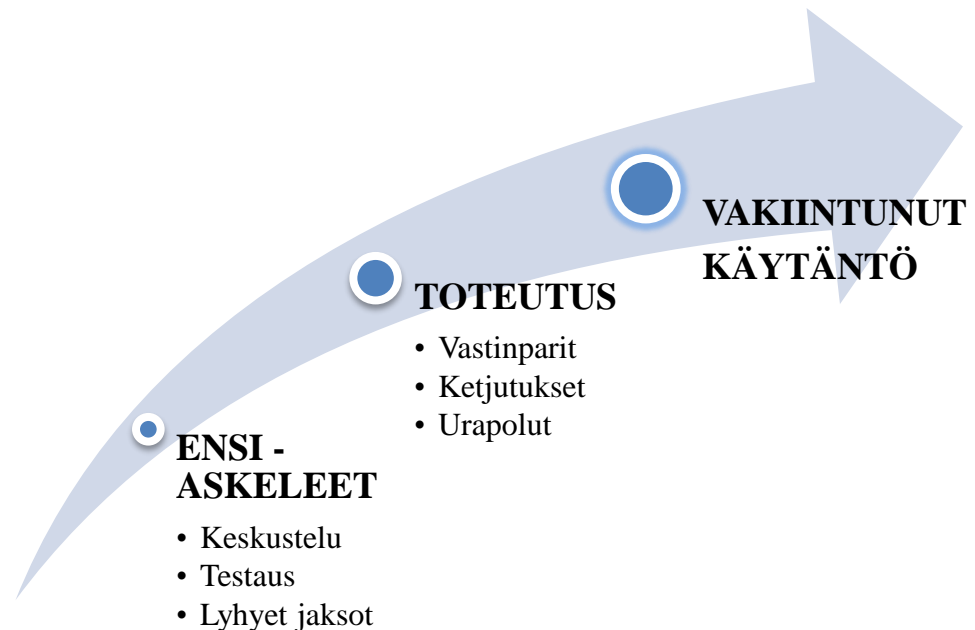 VAKIINTUNUT
KÄYTÄNTÖ
TOTEUTUS
• Vastinparit
• Ketjutukset
• Urapolut
ENSI -
ASKELEET
• Keskustelu
• Testaus
• Lyhyet jaksot